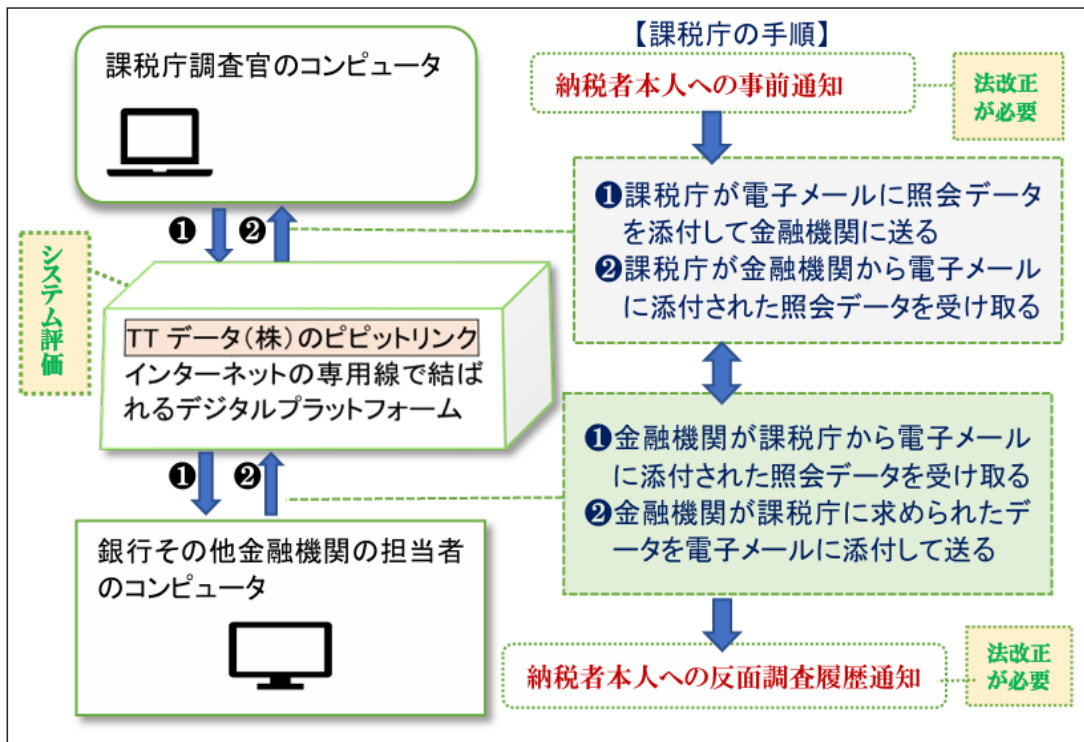 課税庁調査官のコンピュータ
❶
❷
システム評価
TTデータ(株)のピピットリンク
インターネットの専用線で結ば
れるデジタルプラットフォーム
❶
❷
銀行その他金融機関の担当者
のコンピュータ
【課税庁の手順】
納税者本人への事前通知
法改正
が必要
❶課税庁が電子メールに照会データ
を添付して金融機関に送る
❷課税庁が金融機関から電子メール
に添付された照会データを受け取る
❶金融機関が課税庁から電子メール
に添付された照会データを受け取る
❷金融機関が課税庁に求められたデ
ータを電子メールに添付して送る
納税者本人への反面調査履歴通知
法改正
が必要